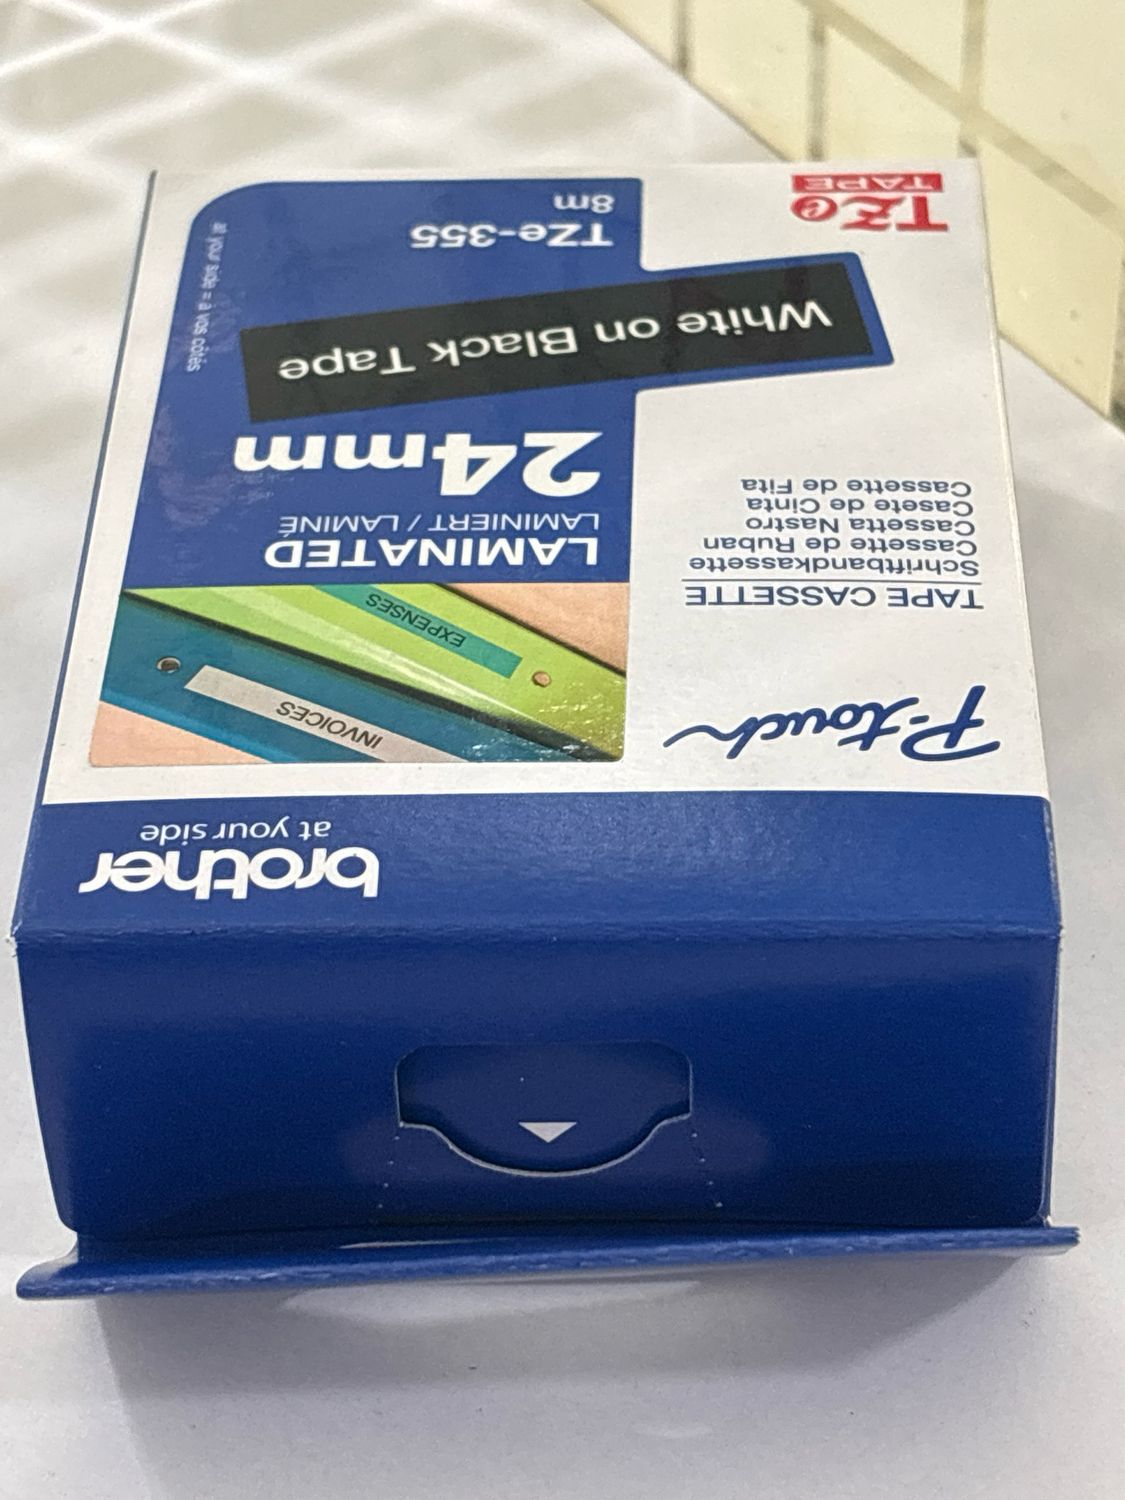 brother
at your side
P-touch
TAPE CASSETTE
Schriftbandkassette
Cassette de Ruban
Cassetta Nastro
Casete de Cinta
Cassette de Fita
INVOICES
EXPENSES
LAMINATED
LAMINIERT / LAMINÉ
24mm
White on Black Tape
TZe-355
8m
TZe
TAPE
at your side = à vos côtés